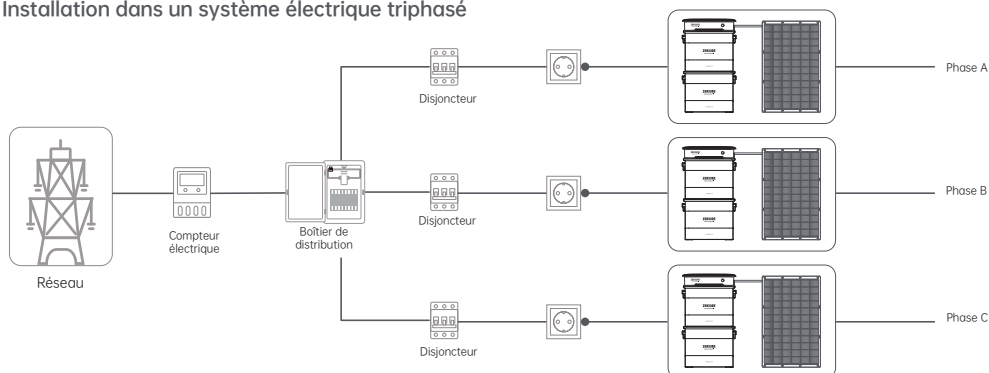 Installation dans un système électrique triphasé
Disjoncteur
Phase A
Réseau
Compteur
électrique
Boîtier de
distribution
Disjoncteur
Phase B
Disjoncteur
Phase C